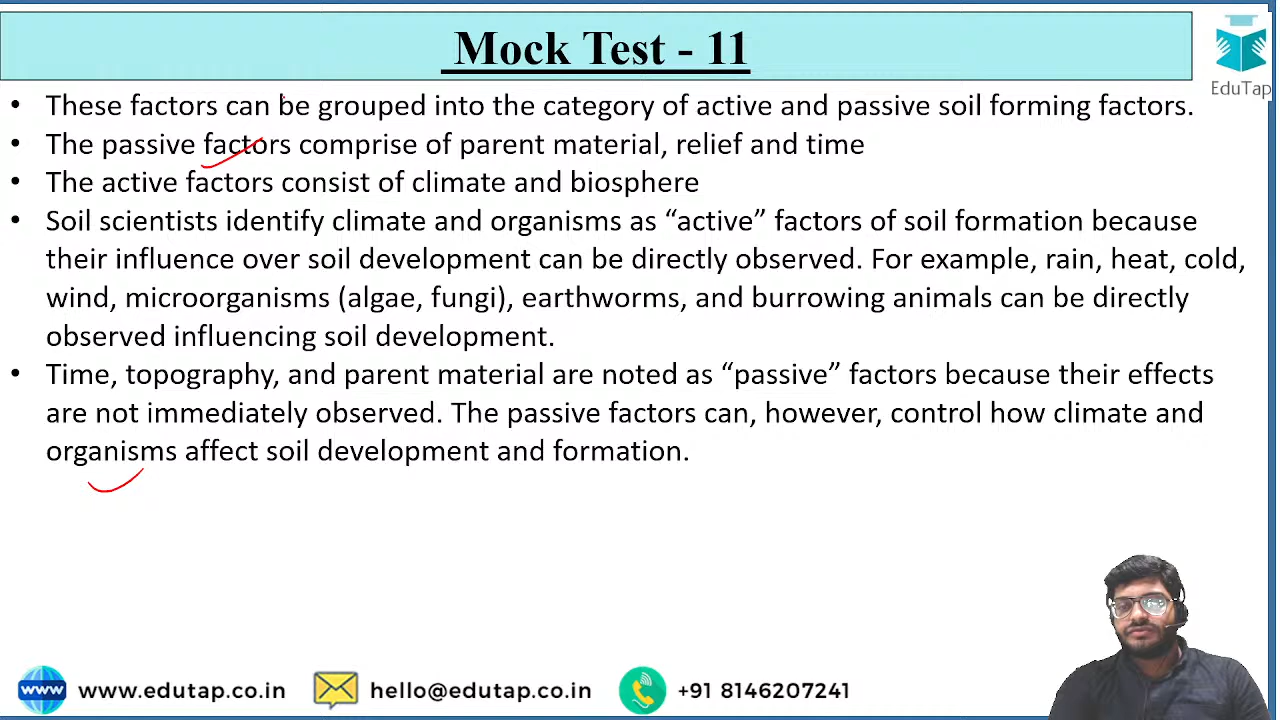 Mock Test - 11
EduTap
• These factors can be grouped into the category of active and passive soil forming factors.
• The passive factors comprise of parent material, relief and time
• The active factors consist of climate and biosphere
• Soil scientists identify climate and organisms as “active” factors of soil formation because
their influence over soil development can be directly observed. For example, rain, heat, cold,
wind, microorganisms (algae, fungi), earthworms, and burrowing animals can be directly
observed influencing soil development.
• Time, topography, and parent material are noted as “passive” factors because their effects
are not immediately observed. The passive factors can, however, control how climate and
organisms affect soil development and formation.
www www.edutap.co.in hello@edutap.co.in +91 8146207241